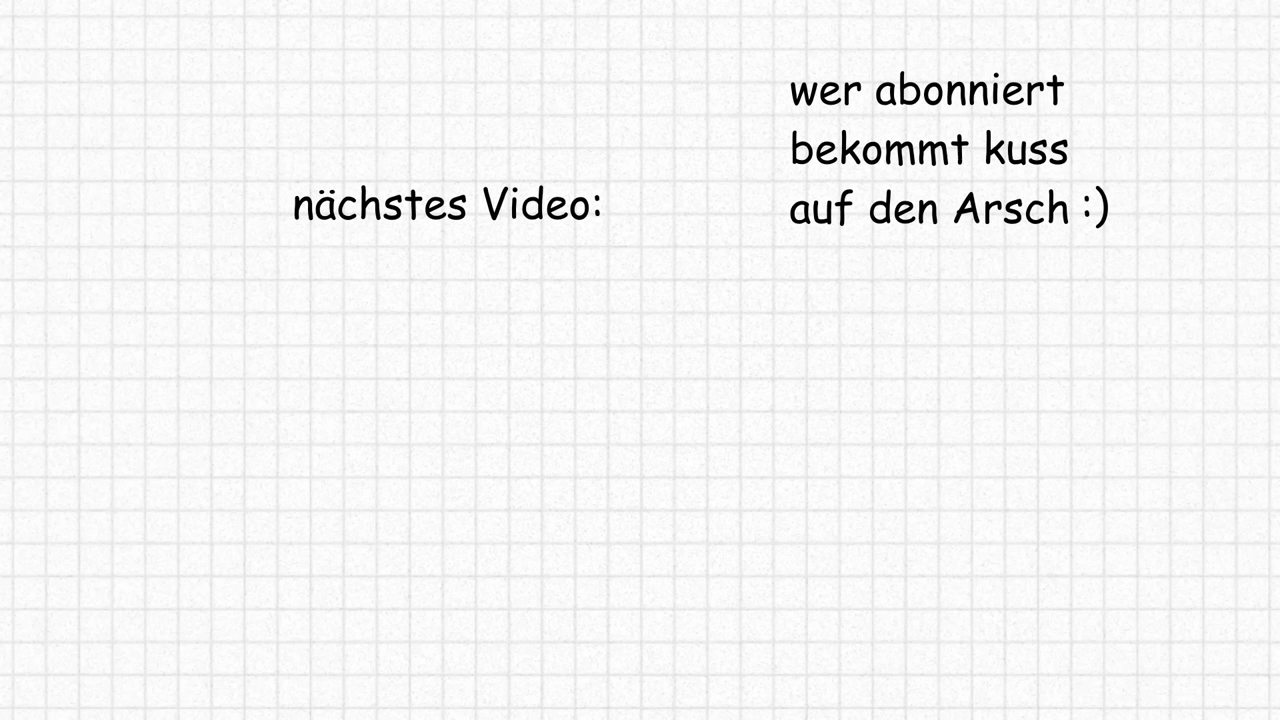 nächstes Video:
wer abonniert
bekommt kuss
auf den Arsch :)